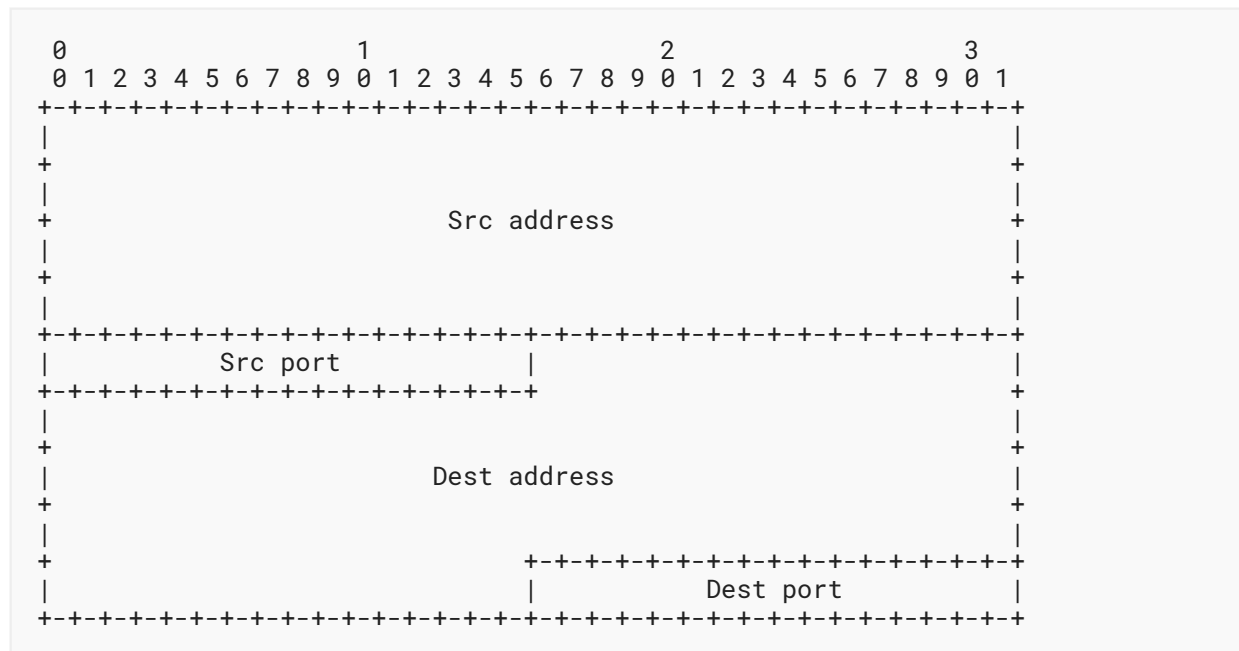 0                   1                   2                   3
 0 1 2 3 4 5 6 7 8 9 0 1 2 3 4 5 6 7 8 9 0 1 2 3 4 5 6 7 8 9 0 1
+-+-+-+-+-+-+-+-+-+-+-+-+-+-+-+-+-+-+-+-+-+-+-+-+-+-+-+-+-+-+-+-+
|                                                               |
+                                                               +
|                                                               |
+                          Src address                          +
|                                                               |
+                                                               +
|                                                               |
+-+-+-+-+-+-+-+-+-+-+-+-+-+-+-+-+-+-+-+-+-+-+-+-+-+-+-+-+-+-+-+-+
|           Src port            |                               |
+-+-+-+-+-+-+-+-+-+-+-+-+-+-+-+-+                               +
|                                                               |
+                                                               +
|                         Dest address                          |
+                                                               +
|                                                               |
+                               +-+-+-+-+-+-+-+-+-+-+-+-+-+-+-+-+
|                               |           Dest port           |
+-+-+-+-+-+-+-+-+-+-+-+-+-+-+-+-+-+-+-+-+-+-+-+-+-+-+-+-+-+-+-+-+